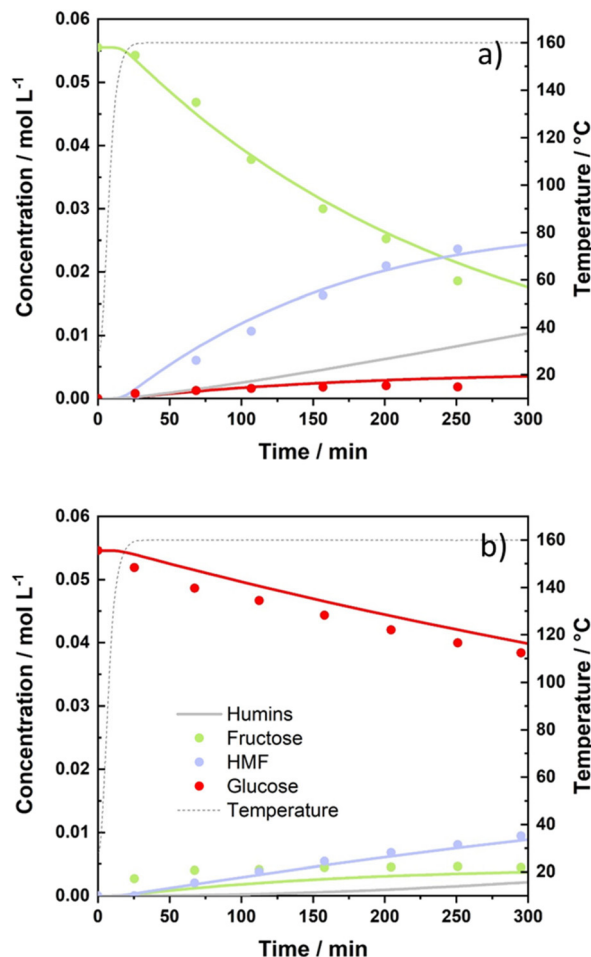 a)
Concentration / mol L⁻¹
0.06
0.05
0.04
0.03
0.02
0.01
0.00
160
140
120
100
80
60
40
20
Temperature / °C
0 50 100 150 200 250 300
Time / min
b)
Concentration / mol L⁻¹
0.06
0.05
0.04
0.03
0.02
0.01
0.00
Humins
Fructose
HMF
Glucose
Temperature
160
140
120
100
80
60
40
20
Temperature / °C
0 50 100 150 200 250 300
Time / min